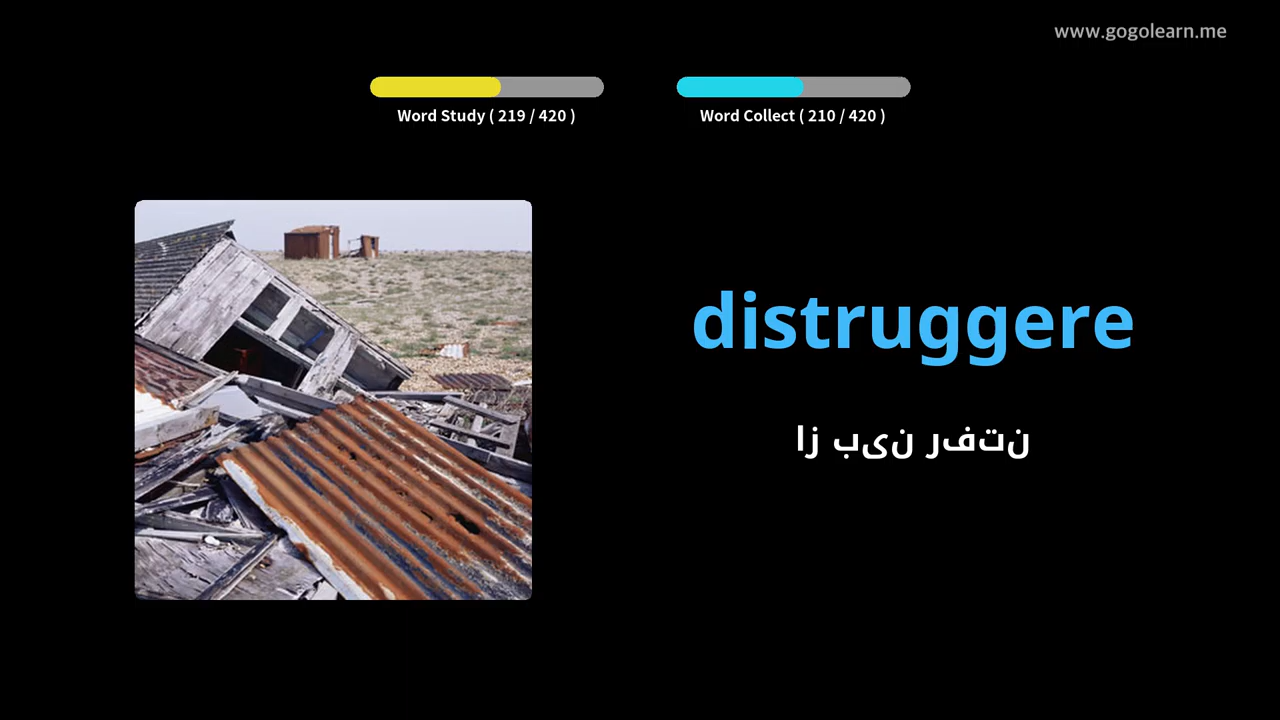 www.gogolearn.me
Word Study ( 219 / 420 )
Word Collect ( 210 / 420 )
distruggere
از بین رفتن